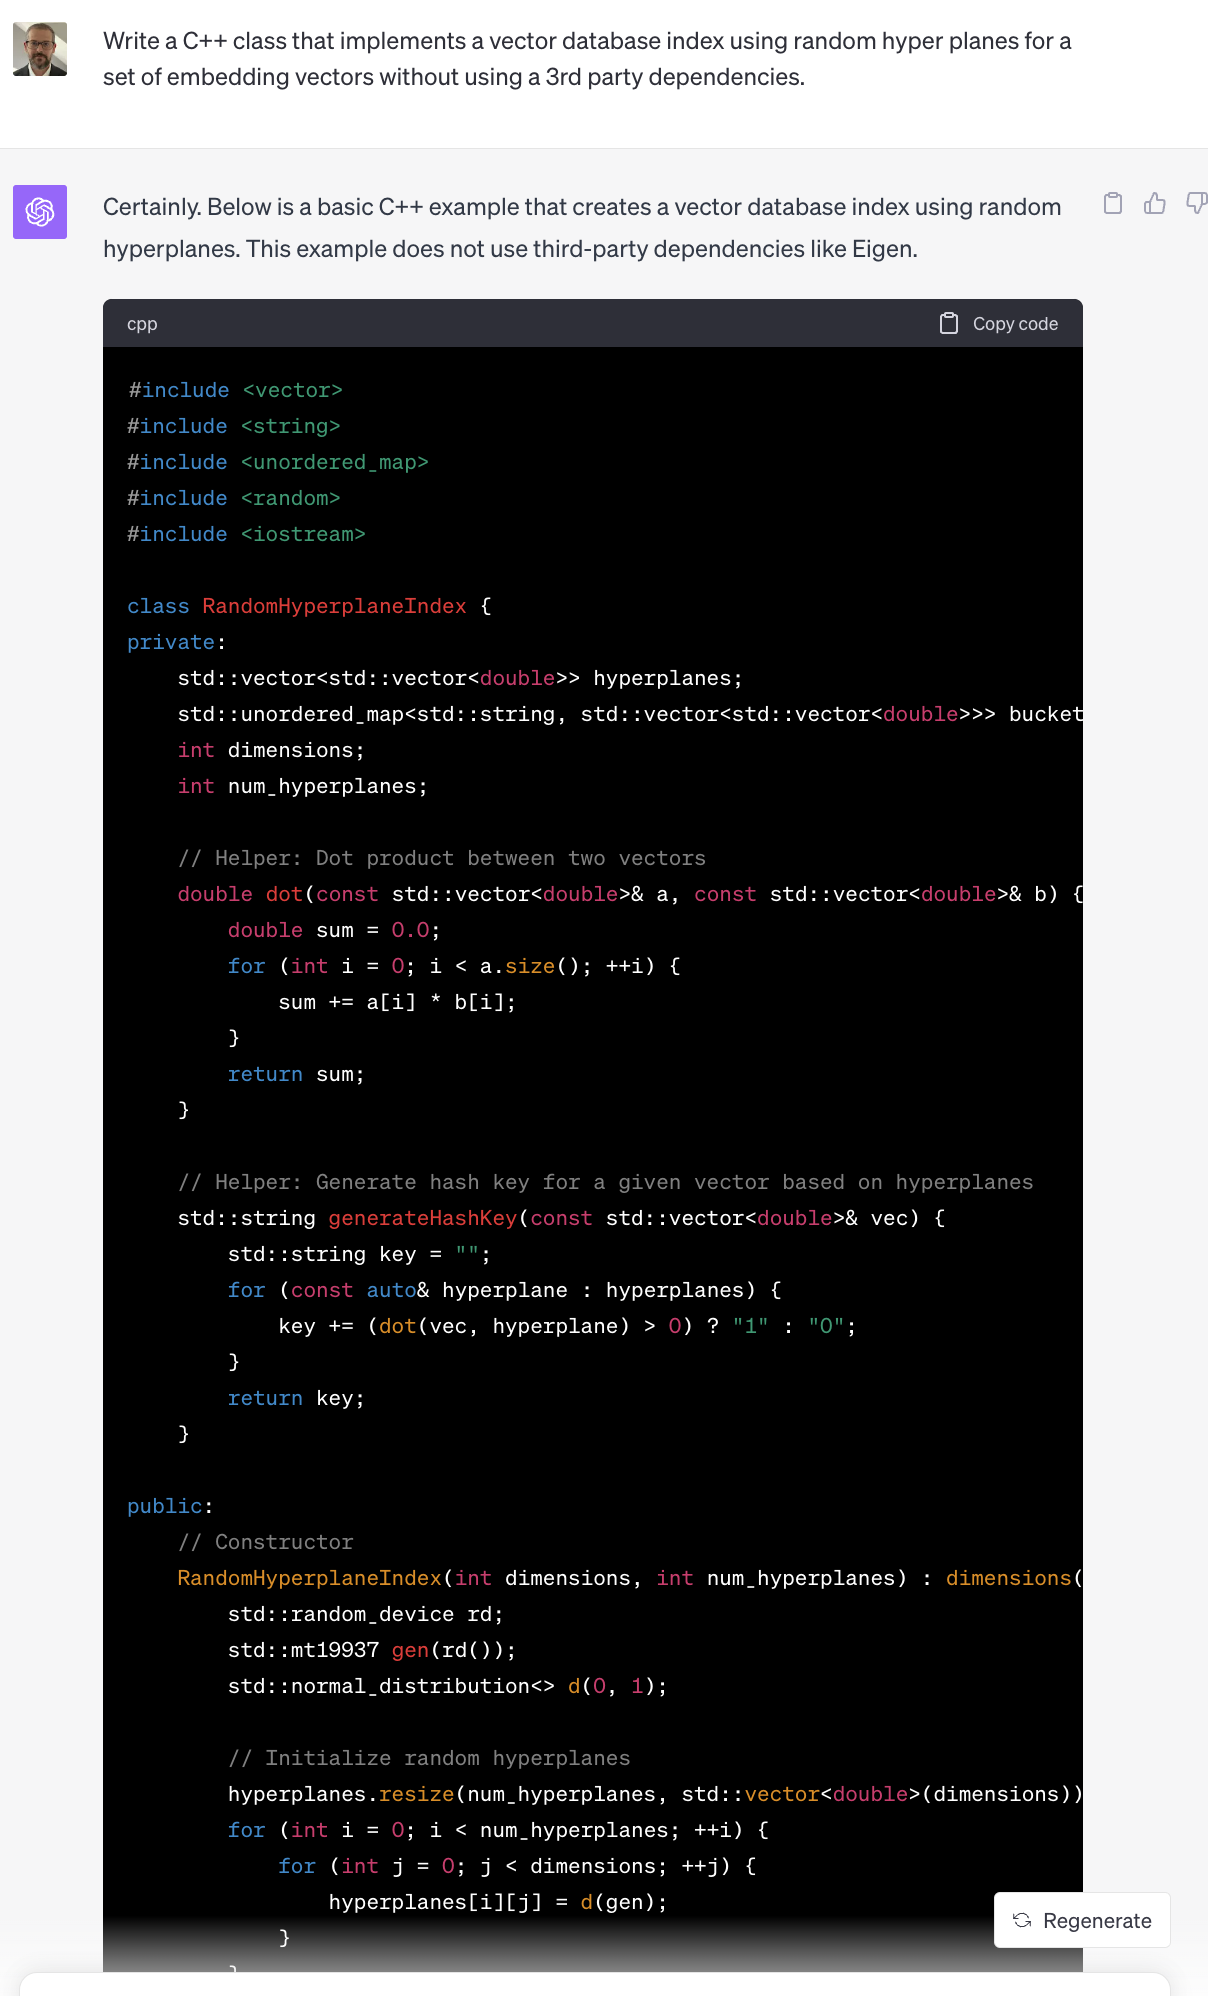 Write a C++ class that implements a vector database index using random hyper planes for a
set of embedding vectors without using a 3rd party dependencies.
Certainly. Below is a basic C++ example that creates a vector database index using random
hyperplanes. This example does not use third-party dependencies like Eigen.
cpp
Copy code
#include <vector>
#include <string>
#include <unordered_map>
#include <random>
#include <iostream>
class RandomHyperplaneIndex {
private:
    std::vector<std::vector<double>> hyperplanes;
    std::unordered_map<std::string, std::vector<std::vector<double>>> bucket
    int dimensions;
    int num_hyperplanes;
    // Helper: Dot product between two vectors
    double dot(const std::vector<double>& a, const std::vector<double>& b) {
        double sum = 0.0;
        for (int i = 0; i < a.size(); ++i) {
            sum += a[i] * b[i];
        }
        return sum;
    }
    // Helper: Generate hash key for a given vector based on hyperplanes
    std::string generateHashKey(const std::vector<double>& vec) {
        std::string key = "";
        for (const auto& hyperplane : hyperplanes) {
            key += (dot(vec, hyperplane) > 0) ? "1" : "0";
        }
        return key;
    }
public:
    // Constructor
    RandomHyperplaneIndex(int dimensions, int num_hyperplanes) : dimensions(
        std::random_device rd;
        std::mt19937 gen(rd());
        std::normal_distribution<> d(0, 1);
        // Initialize random hyperplanes
        hyperplanes.resize(num_hyperplanes, std::vector<double>(dimensions))
        for (int i = 0; i < num_hyperplanes; ++i) {
            for (int j = 0; j < dimensions; ++j) {
                hyperplanes[i][j] = d(gen);
            }
        }
Regenerate